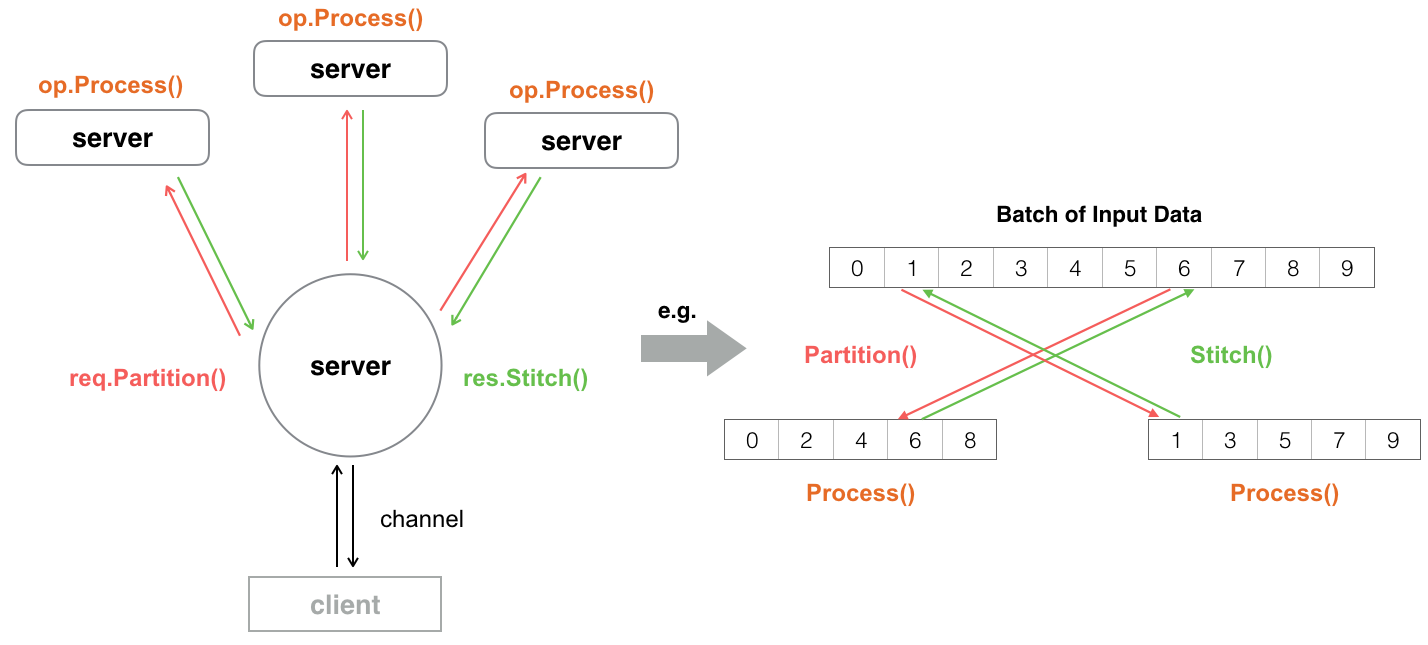 op.Process()
server
op.Process()
server
op.Process()
server
req.Partition()
server
res.Stitch()
channel
client
e.g.
Batch of Input Data
0 1 2 3 4 5 6 7 8 9
Partition()
Stitch()
0 2 4 6 8
1 3 5 7 9
Process()
Process()